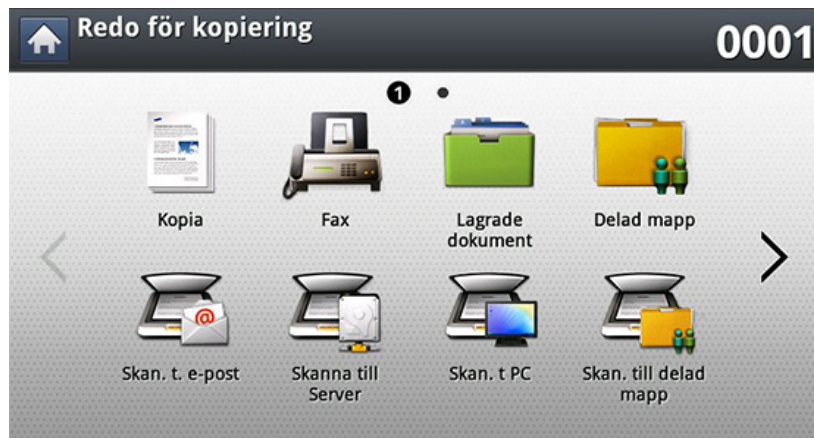 Redo för kopiering
0001
1
Kopia
Fax
Lagrade
dokument
Delad mapp
@
Skan. t. e-post
Skanna till
Server
Skan. t PC
Skan. till delad
mapp